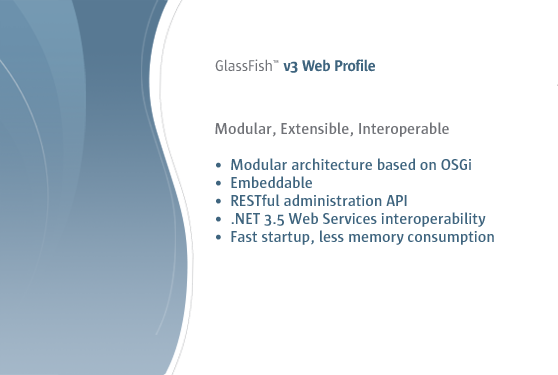 GlassFish™ v3 Web Profile
Modular, Extensible, Interoperable
• Modular architecture based on OSGi
• Embeddable
• RESTful administration API
• .NET 3.5 Web Services interoperability
• Fast startup, less memory consumption